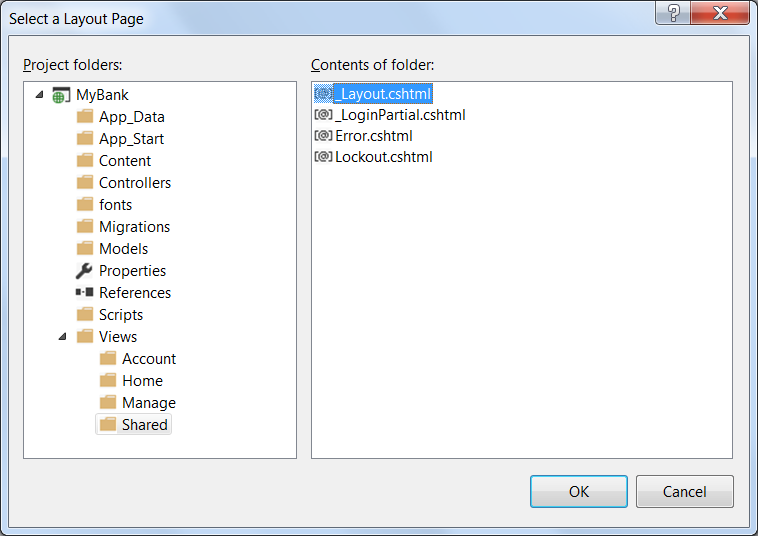 Select a Layout Page
Project folders:
MyBank
App_Data
App_Start
Content
Controllers
fonts
Migrations
Models
Properties
References
Scripts
Views
Account
Home
Manage
Shared
Contents of folder:
_Layout.cshtml
_LoginPartial.cshtml
Error.cshtml
Lockout.cshtml
OK
Cancel